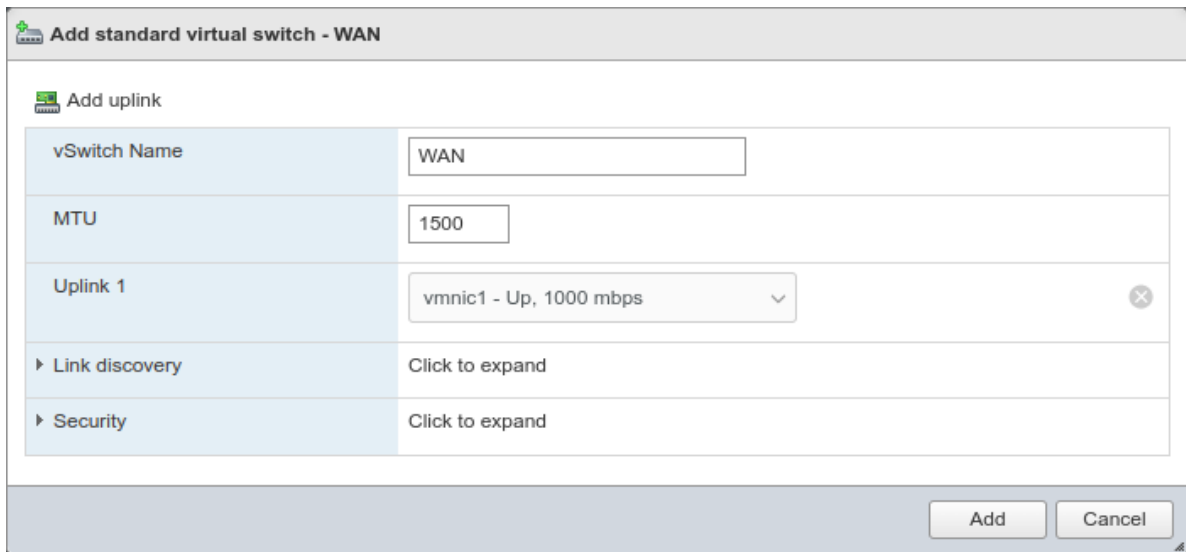 Add standard virtual switch - WAN
Add uplink
vSwitch Name
WAN
MTU
1500
Uplink 1
vmnic1 - Up, 1000 mbps
Link discovery
Click to expand
Security
Click to expand
Add
Cancel